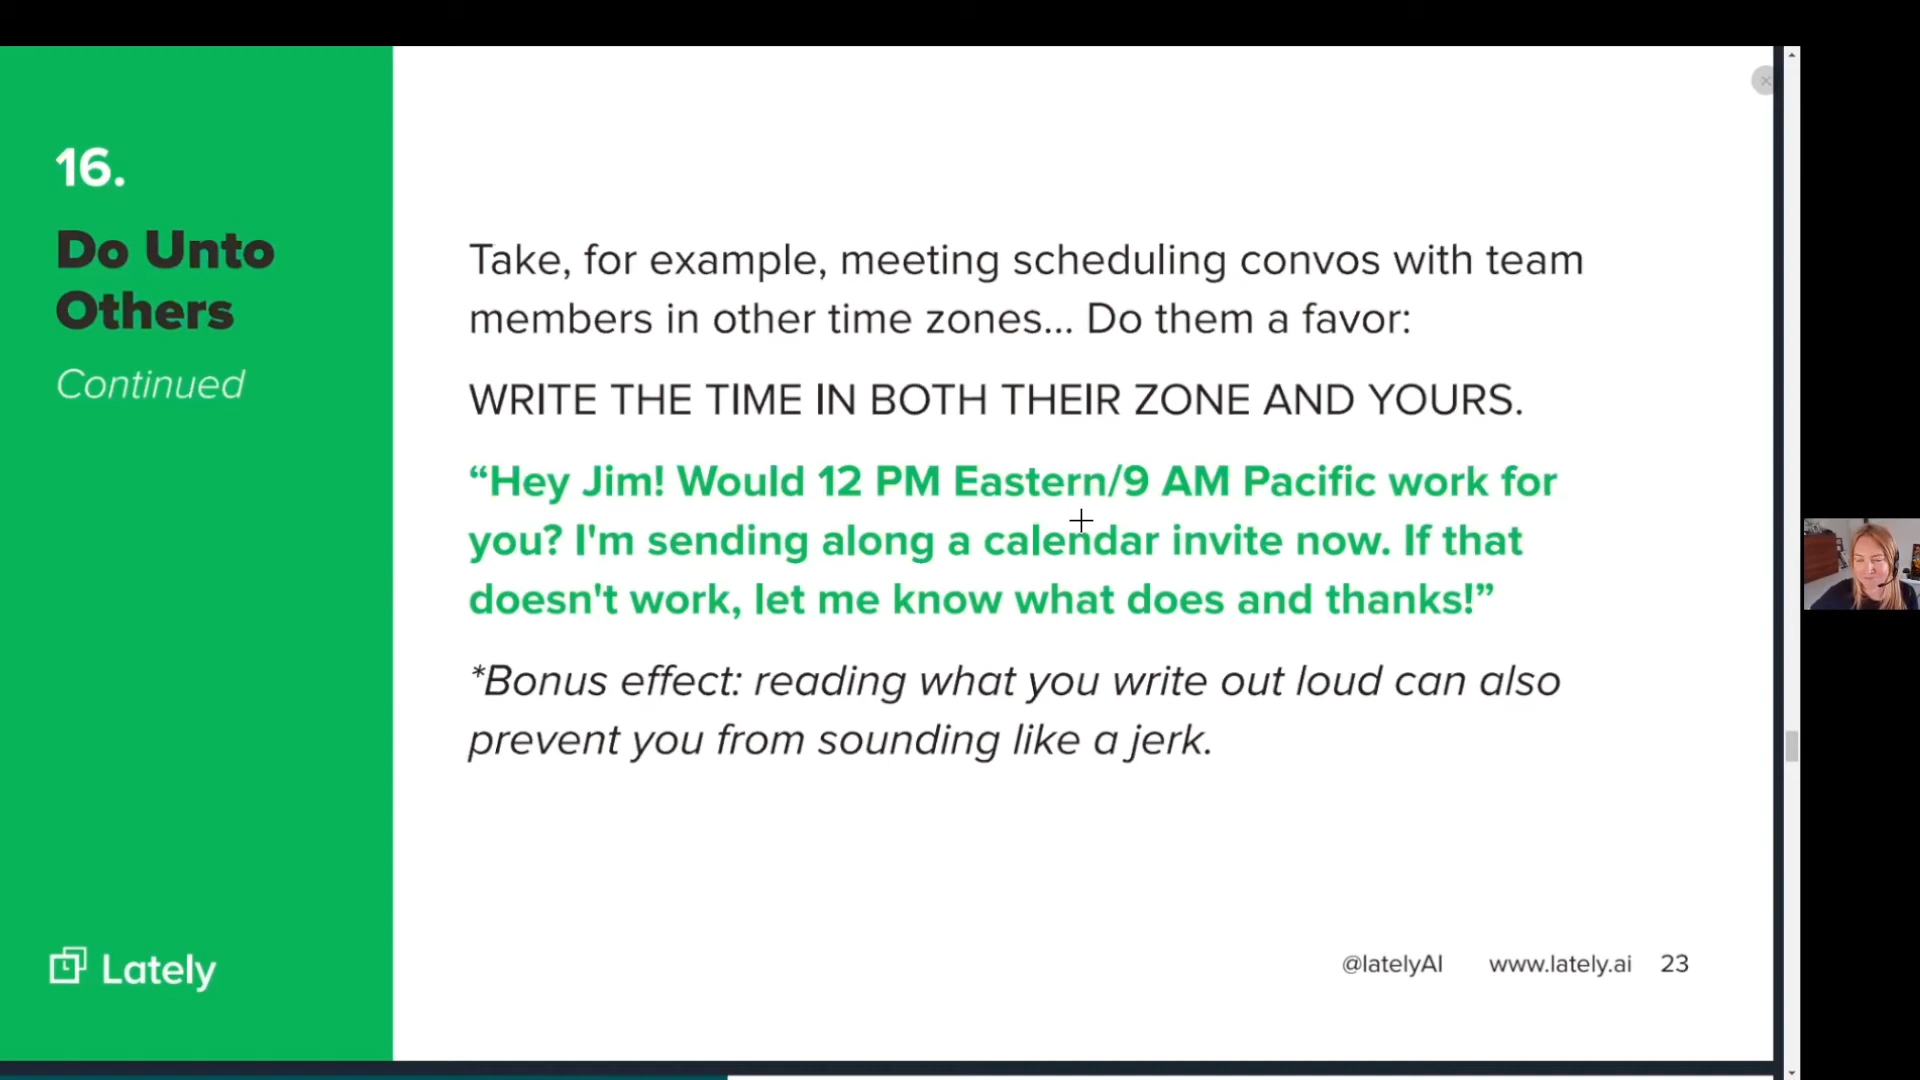 16.
Do Unto
Others
Continued
Take, for example, meeting scheduling convos with team
members in other time zones... Do them a favor:
WRITE THE TIME IN BOTH THEIR ZONE AND YOURS.
“Hey Jim! Would 12 PM Eastern/9 AM Pacific work for
you? I'm sending along a calendar invite now. If that
doesn't work, let me know what does and thanks!”
*Bonus effect: reading what you write out loud can also
prevent you from sounding like a jerk.
Lately
@latelyAI www.lately.ai 23